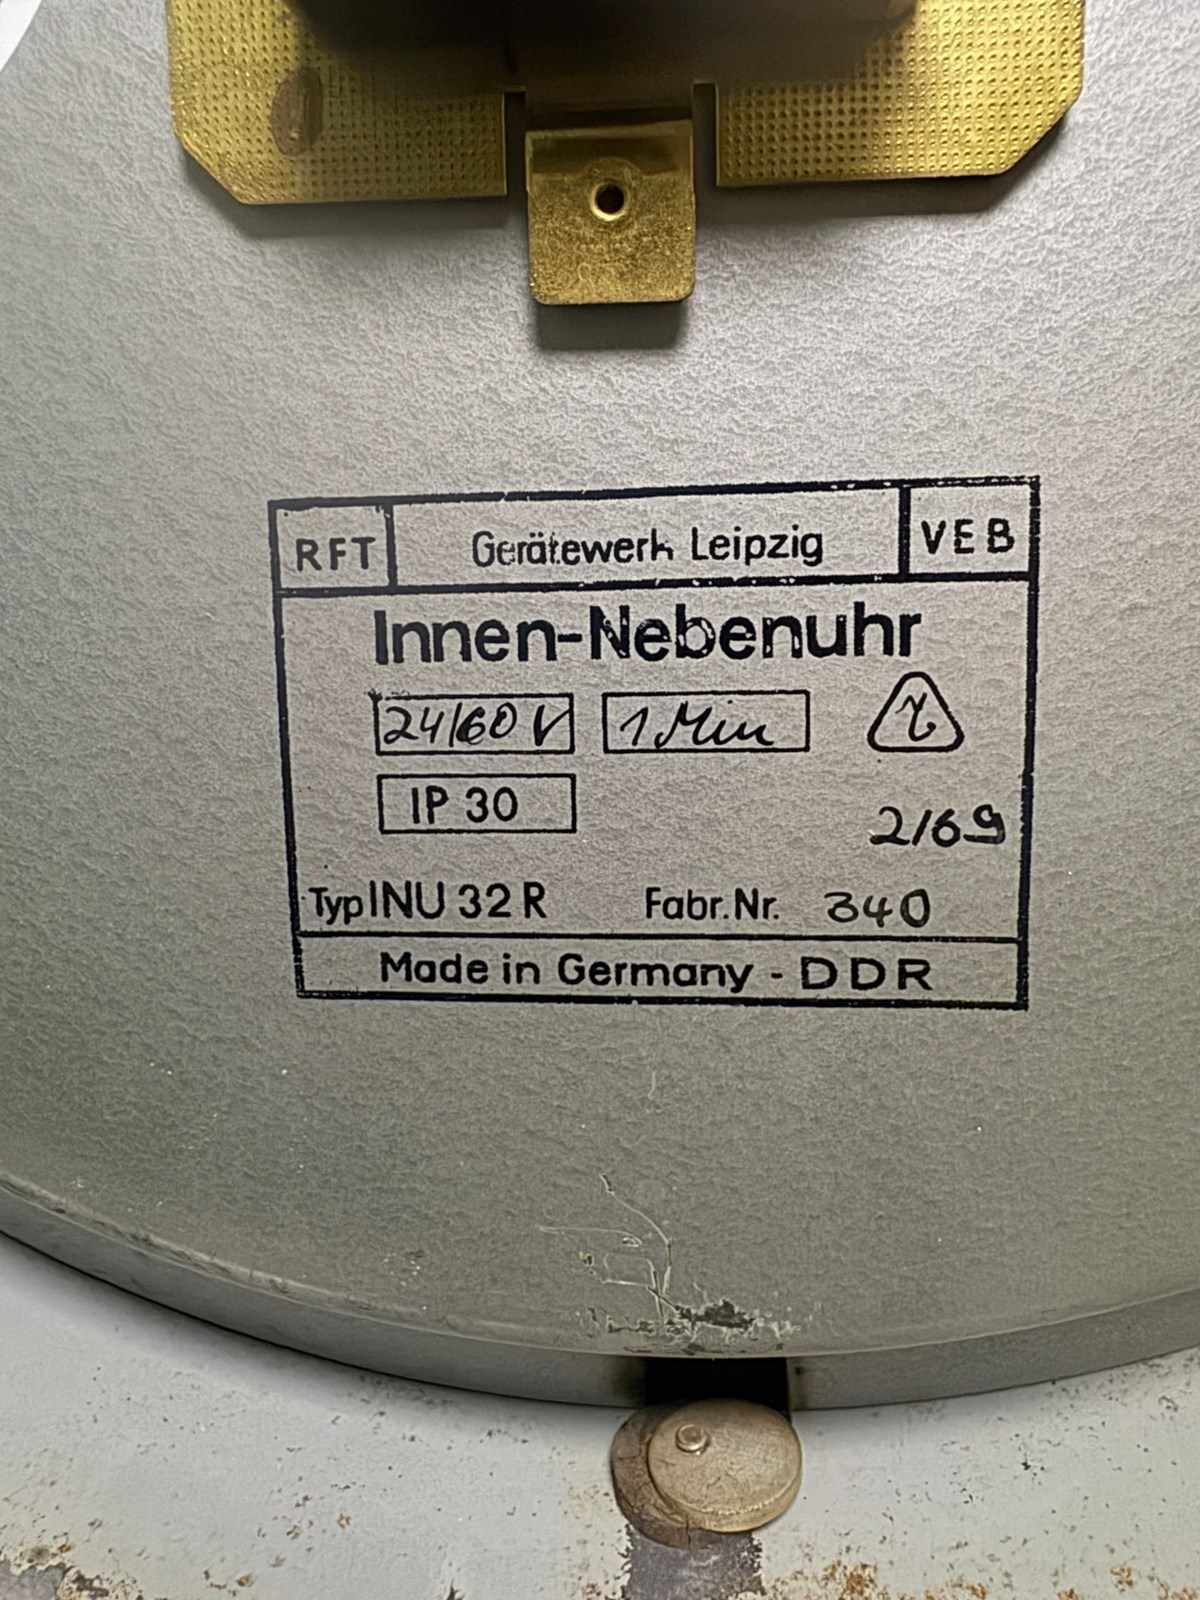 RFT Gerätewerk Leipzig VEB
Innen-Nebenuhr
24/60 V 1 Min
IP 30
2/69
Typ INU 32 R Fabr. Nr. 340
Made in Germany - DDR